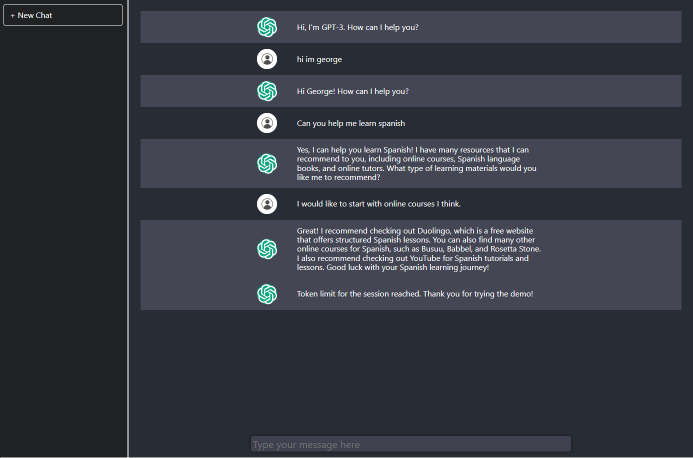 + New Chat
Hi, I'm GPT-3. How can I help you?
hi im george
Hi George! How can I help you?
Can you help me learn spanish
Yes, I can help you learn Spanish! I have many resources that I can
recommend to you, including online courses, Spanish language
books, and online tutors. What type of learning materials would you
like me to recommend?
I would like to start with online courses I think.
Great! I recommend checking out Duolingo, which is a free website
that offers structured Spanish lessons. You can also find many other
online courses for Spanish, such as Busuu, Babbel, and Rosetta Stone.
I also recommend checking out YouTube for Spanish tutorials and
lessons. Good luck with your Spanish learning journey!
Token limit for the session reached. Thank you for trying the demo!
Type your message here